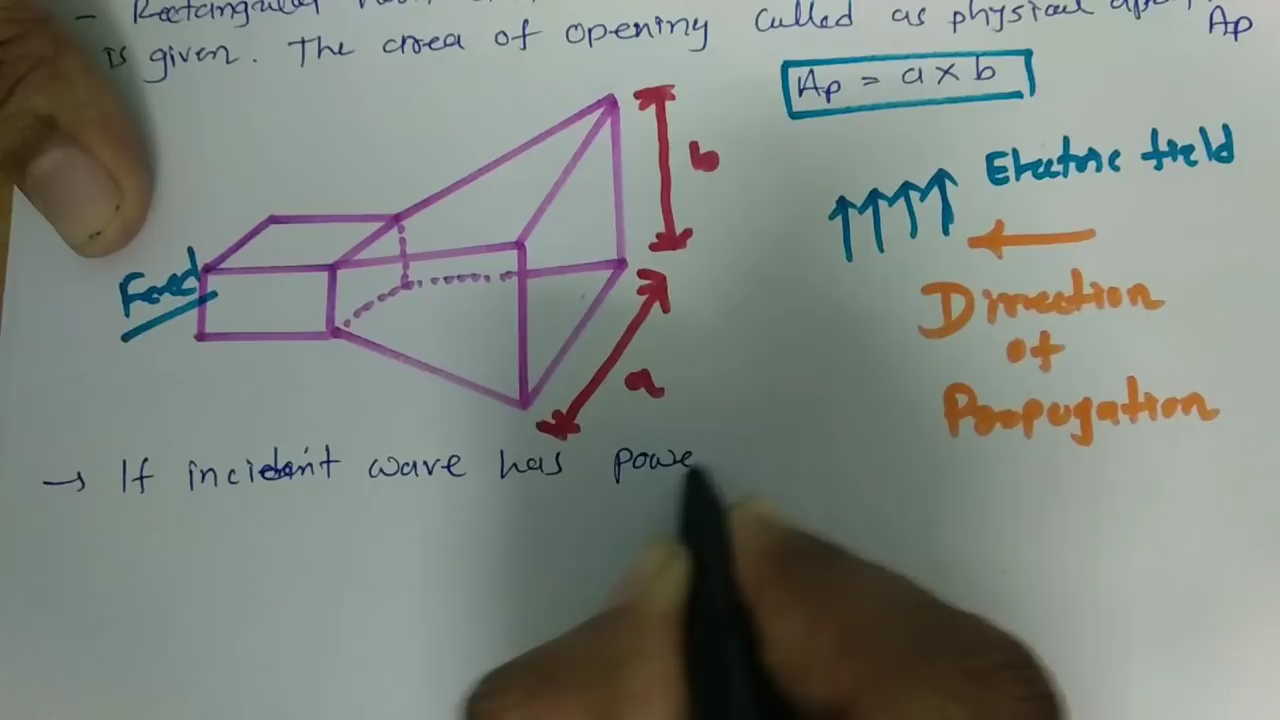 - Rectangular
is given. The area of opening called as physical
Ap
Ap = a × b
b
Electric field
Feed
Direction
of
Propogation
a
→ If incident wave has powe